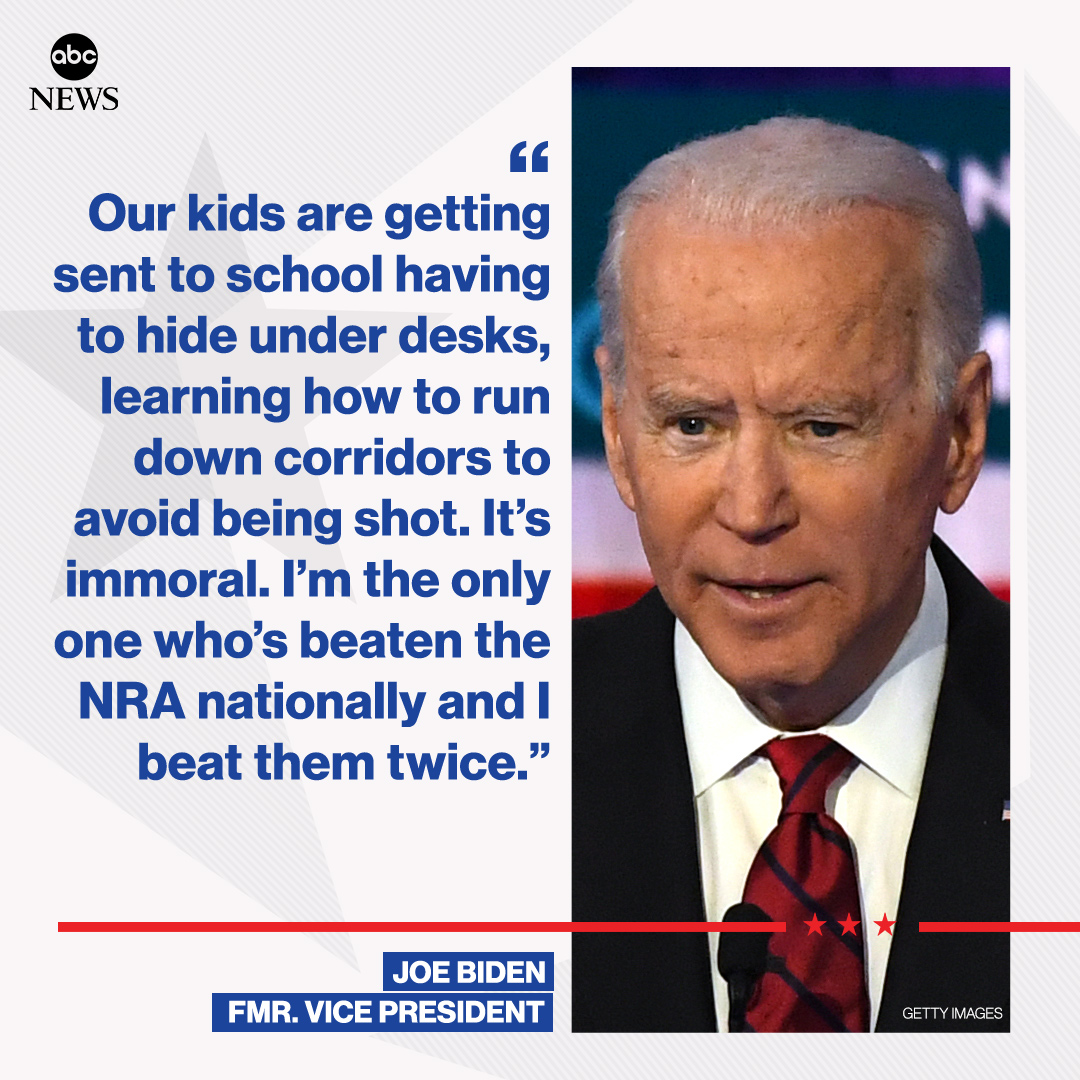 abc
NEWS
“
Our kids are getting
sent to school having
to hide under desks,
learning how to run
down corridors to
avoid being shot. It’s
immoral. I’m the only
one who’s beaten the
NRA nationally and I
beat them twice.”
JOE BIDEN
FMR. VICE PRESIDENT
GETTY IMAGES